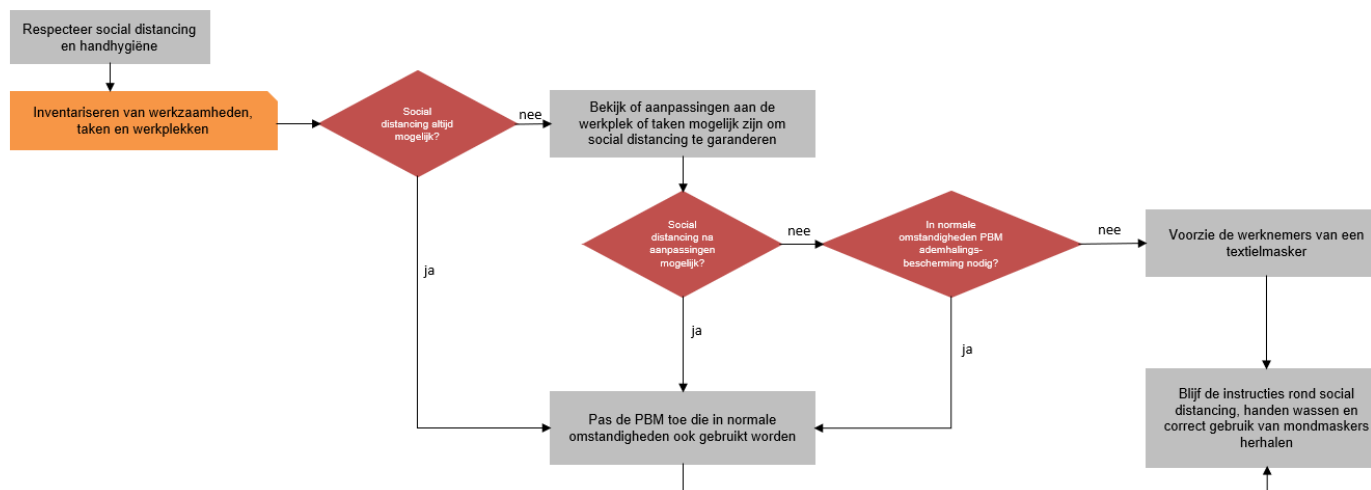 Respecteer social distancing
en handhygiëne
Inventariseren van werkzaamheden,
taken en werkplekken
Social
distancing altijd
mogelijk?
nee
Bekijk of aanpassingen aan de
werkplek of taken mogelijk zijn om
social distancing te garanderen
ja
Social
distancing na
aanpassingen
mogelijk?
nee
In normale
omstandigheden PBM
ademhalings-
bescherming nodig?
nee
Voorzie de werknemers van een
textielmasker
ja
ja
Pas de PBM toe die in normale
omstandigheden ook gebruikt worden
Blijf de instructies rond social
distancing, handen wassen en
correct gebruik van mondmaskers
herhalen